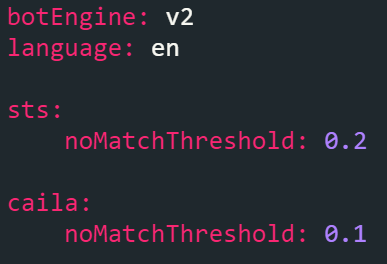 botEngine: v2
language: en
sts:
    noMatchThreshold: 0.2
caila:
    noMatchThreshold: 0.1